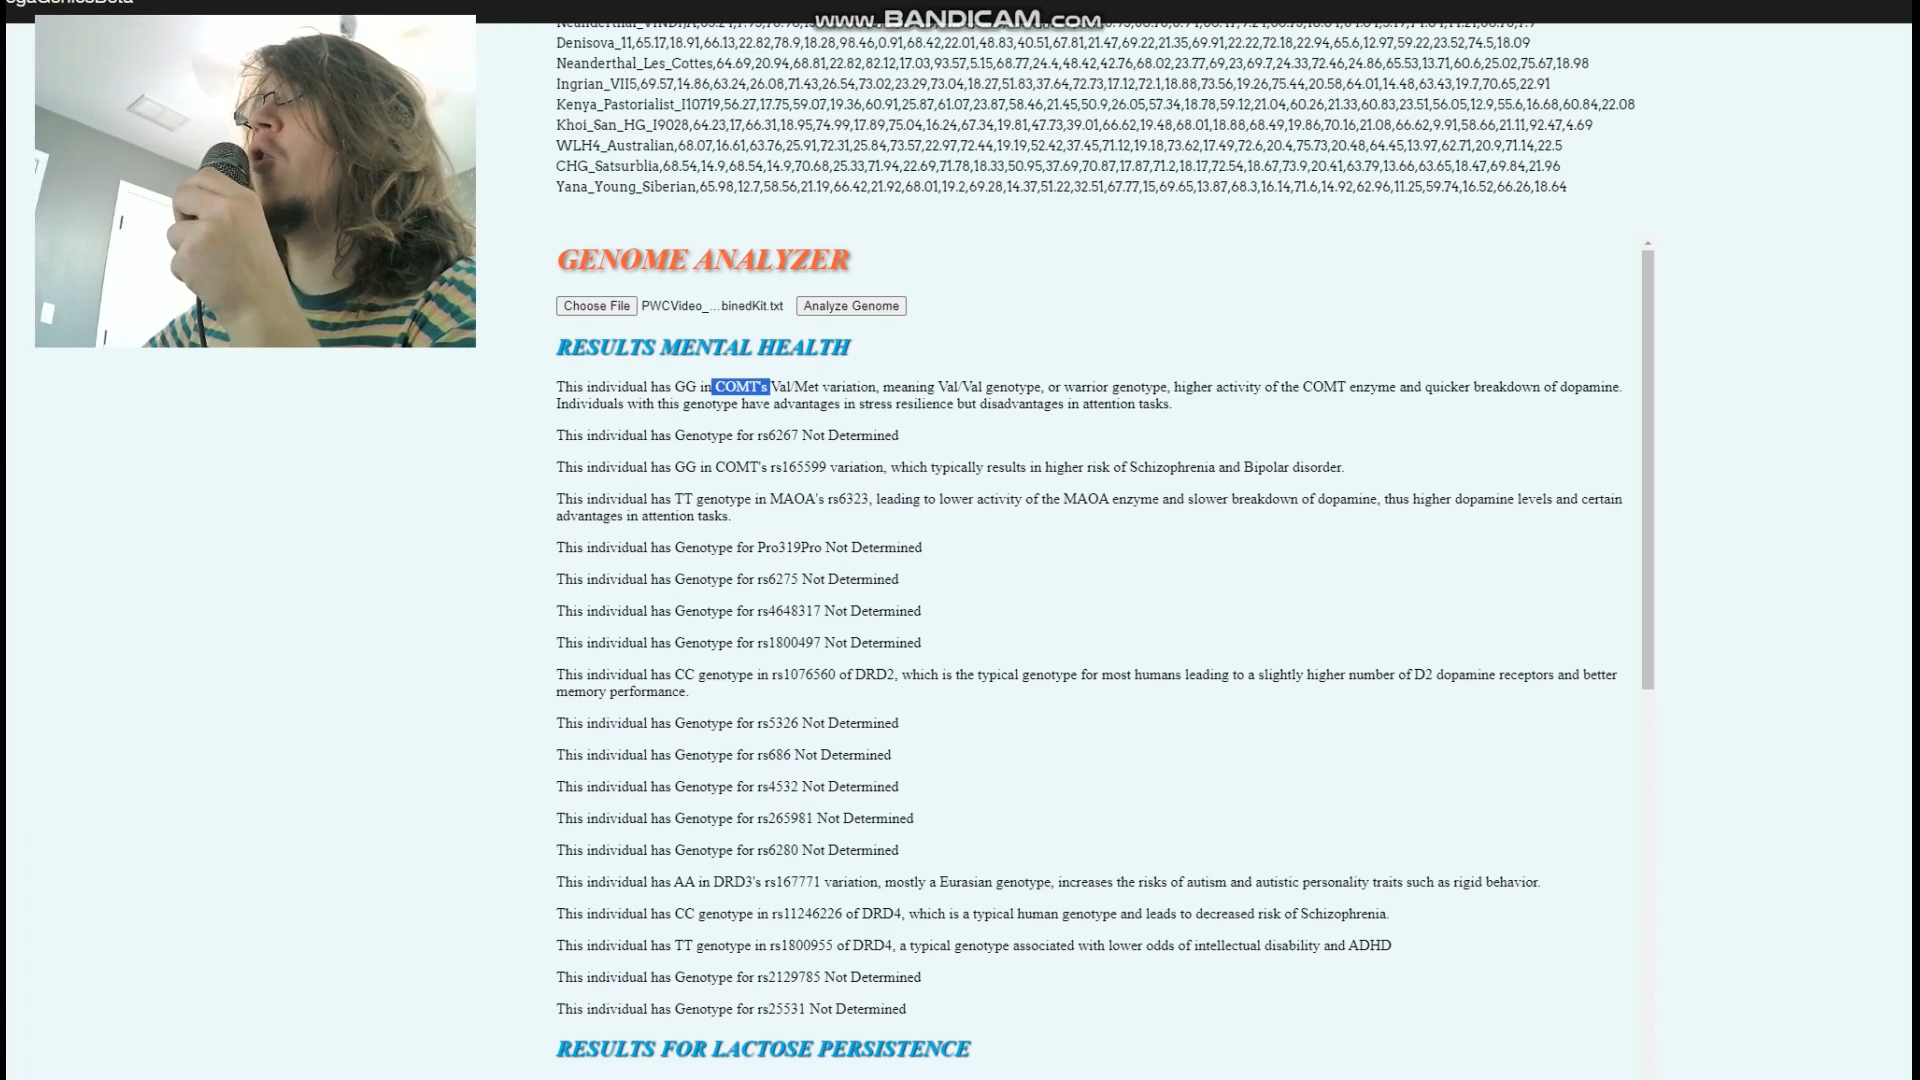 www.BANDICAM.com
Denisova_11,65.17,18.91,66.13,22.82,78.9,18.28,98.46,0.91,68.42,22.01,48.83,40.51,67.81,21.47,69.22,21.35,69.91,22.22,72.18,22.94,65.6,12.97,59.22,23.52,74.5,18.09
Neanderthal_Les_Cottes,64.69,20.94,68.81,22.82,82.12,17.03,93.57,5.15,68.77,24.4,48.42,42.76,68.02,23.77,69,23,69.7,24.33,72.46,24.86,65.53,13.71,60.6,25.02,75.67,18.98
Ingrian_VII5,69.57,14.86,63.24,26.08,71.43,26.54,73.02,23.29,73.04,18.27,51.83,37.64,72.73,17.12,72.1,18.88,73.56,19.26,75.44,20.58,64.01,14.48,63.43,19.7,70.65,22.91
Kenya_Pastorialist_I10719,56.27,17.75,59.07,19.36,60.91,25.87,61.07,23.87,58.46,21.45,50.9,26.05,57.34,18.78,59.12,21.04,60.26,21.33,60.83,23.51,56.05,12.9,55.6,16.68,60.84,22.08
Khoi_San_HG_I9028,64.23,17,66.31,18.95,74.99,17.89,75.04,16.24,67.34,19.81,47.73,39.01,66.62,19.48,68.01,18.88,68.49,19.86,70.16,21.08,66.62,9.91,58.66,21.11,92.47,4.69
WLH4_Australian,68.07,16.61,63.76,25.91,72.31,25.84,73.57,22.97,72.44,19.19,52.42,37.45,71.12,19.18,73.62,17.49,72.6,20.4,75.73,20.48,64.45,13.97,62.71,20.9,71.14,22.5
CHG_Satsurblia,68.54,14.9,68.54,14.9,70.68,25.33,71.94,22.69,71.78,18.33,50.95,37.69,70.87,17.87,71.2,18.17,72.54,18.67,73.9,20.41,63.79,13.66,63.65,18.47,69.84,21.96
Yana_Young_Siberian,65.98,12.7,58.56,21.19,66.42,21.92,68.01,19.2,69.28,14.37,51.22,32.51,67.77,15,69.65,13.87,68.3,16.14,71.6,14.92,62.96,11.25,59.74,16.52,66.26,18.64
GENOME ANALYZER
Choose File PWCVideo_...binedKit.txt Analyze Genome
RESULTS MENTAL HEALTH
This individual has GG in COMT's Val/Met variation, meaning Val/Val genotype, or warrior genotype, higher activity of the COMT enzyme and quicker breakdown of dopamine.
Individuals with this genotype have advantages in stress resilience but disadvantages in attention tasks.
This individual has Genotype for rs6267 Not Determined
This individual has GG in COMT's rs165599 variation, which typically results in higher risk of Schizophrenia and Bipolar disorder.
This individual has TT genotype in MAOA's rs6323, leading to lower activity of the MAOA enzyme and slower breakdown of dopamine, thus higher dopamine levels and certain
advantages in attention tasks.
This individual has Genotype for Pro319Pro Not Determined
This individual has Genotype for rs6275 Not Determined
This individual has Genotype for rs4648317 Not Determined
This individual has Genotype for rs1800497 Not Determined
This individual has CC genotype in rs1076560 of DRD2, which is the typical genotype for most humans leading to a slightly higher number of D2 dopamine receptors and better
memory performance.
This individual has Genotype for rs5326 Not Determined
This individual has Genotype for rs686 Not Determined
This individual has Genotype for rs4532 Not Determined
This individual has Genotype for rs265981 Not Determined
This individual has Genotype for rs6280 Not Determined
This individual has AA in DRD3's rs167771 variation, mostly a Eurasian genotype, increases the risks of autism and autistic personality traits such as rigid behavior.
This individual has CC genotype in rs11246226 of DRD4, which is a typical human genotype and leads to decreased risk of Schizophrenia.
This individual has TT genotype in rs1800955 of DRD4, a typical genotype associated with lower odds of intellectual disability and ADHD
This individual has Genotype for rs2129785 Not Determined
This individual has Genotype for rs25531 Not Determined
RESULTS FOR LACTOSE PERSISTENCE